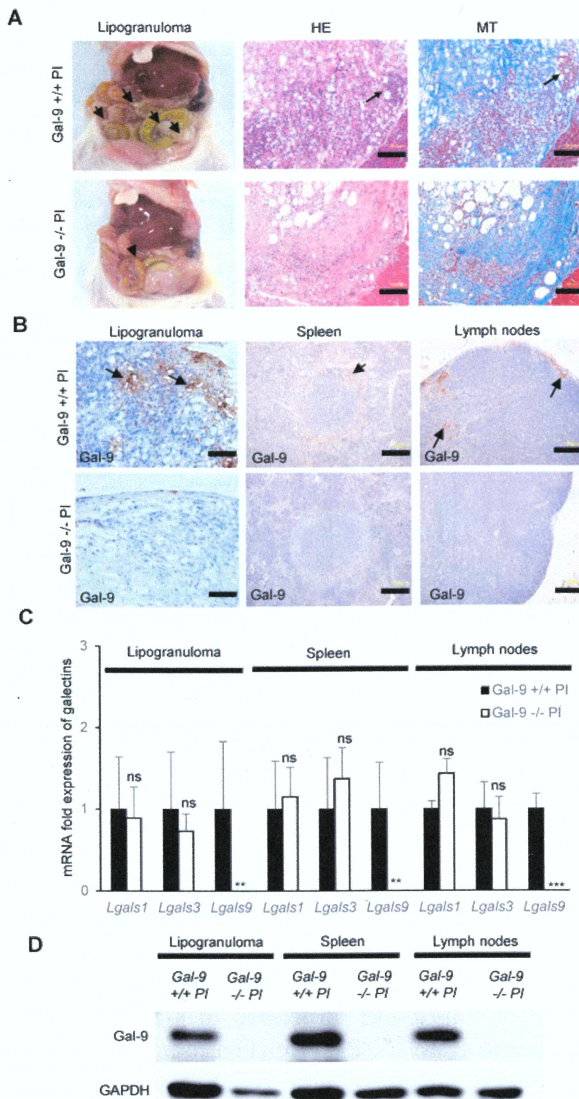 A
Lipogranuloma HE MT
Gal-9 +/+ PI
Gal-9 -/- PI
B
Lipogranuloma Spleen Lymph nodes
Gal-9 +/+ PI
Gal-9 Gal-9 Gal-9
Gal-9 -/- PI
Gal-9 Gal-9 Gal-9
C
Lipogranuloma Spleen Lymph nodes
mRNA fold expression of galectins
3
2
1
0
Gal-9 +/+ PI
Gal-9 -/- PI
ns ns ** ns ns ** ns ns ***
Lgals1 Lgals3 Lgals9 Lgals1 Lgals3 Lgals9 Lgals1 Lgals3 Lgals9
D
Lipogranuloma Spleen Lymph nodes
Gal-9 Gal-9 Gal-9 Gal-9 Gal-9 Gal-9
+/+ PI -/- PI +/+ PI -/- PI +/+ PI -/- PI
Gal-9
GAPDH